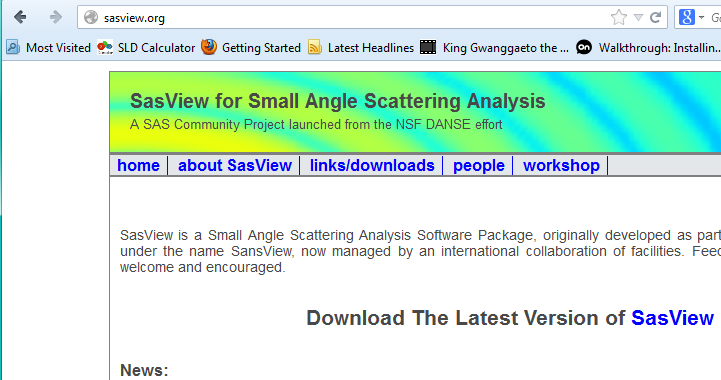 sasview.org
Go
Most Visited SLD Calculator Getting Started Latest Headlines King Gwanggaeto the ... on Walkthrough: Installin...
SasView for Small Angle Scattering Analysis
A SAS Community Project launched from the NSF DANSE effort
home about SasView links/downloads people workshop
SasView is a Small Angle Scattering Analysis Software Package, originally developed as part
under the name SansView, now managed by an international collaboration of facilities. Feed
welcome and encouraged.
Download The Latest Version of SasView
News: